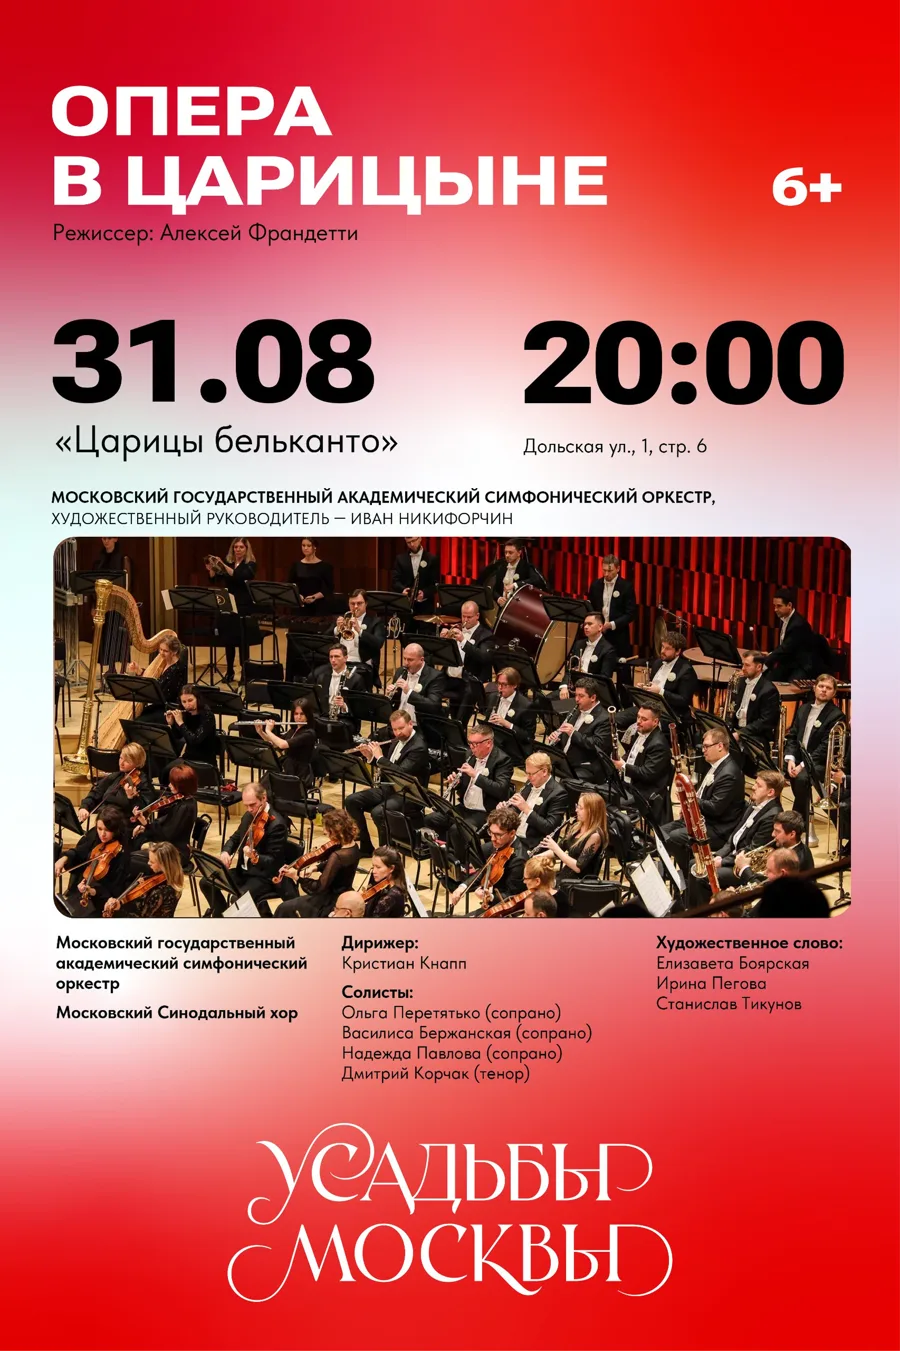 ОПЕРА
В ЦАРИЦЫНЕ
6+
Режиссер: Алексей Франдетти
31.08
20:00
«Царицы бельканто»
Дольская ул., 1, стр. 6
МОСКОВСКИЙ ГОСУДАРСТВЕННЫЙ АКАДЕМИЧЕСКИЙ СИМФОНИЧЕСКИЙ ОРКЕСТР,
ХУДОЖЕСТВЕННЫЙ РУКОВОДИТЕЛЬ — ИВАН НИКИФОРЧИН
Московский государственный
академический симфонический
оркестр
Московский Синодальный хор
Дирижер:
Кристиан Кнапп
Солисты:
Ольга Перетятько (сопрано)
Василиса Бержанская (сопрано)
Надежда Павлова (сопрано)
Дмитрий Корчак (тенор)
Художественное слово:
Елизавета Боярская
Ирина Пегова
Станислав Тикунов
УСАДЬБЫ
МОСКВЫ